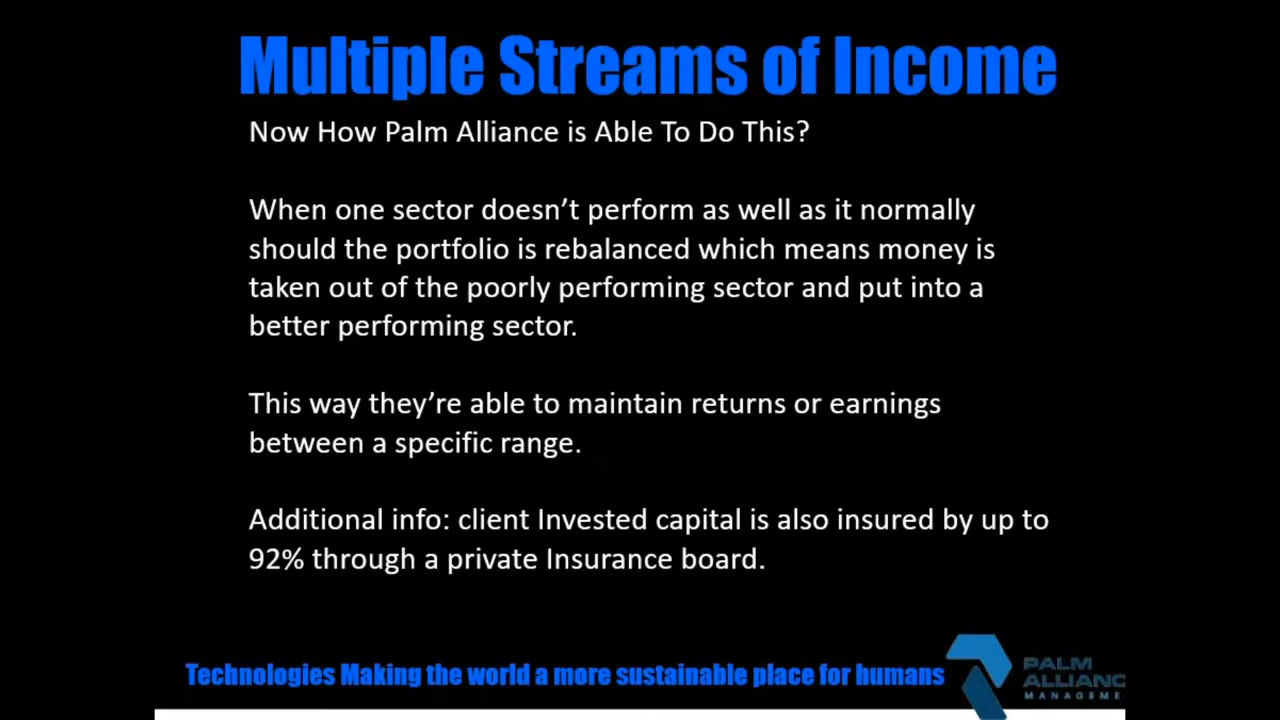 Multiple Streams of Income
Now How Palm Alliance is Able To Do This?
When one sector doesn’t perform as well as it normally
should the portfolio is rebalanced which means money is
taken out of the poorly performing sector and put into a
better performing sector.
This way they’re able to maintain returns or earnings
between a specific range.
Additional info: client Invested capital is also insured by up to
92% through a private Insurance board.
Technologies Making the world a more sustainable place for humans
PALM
ALLIANC
MANAGEME